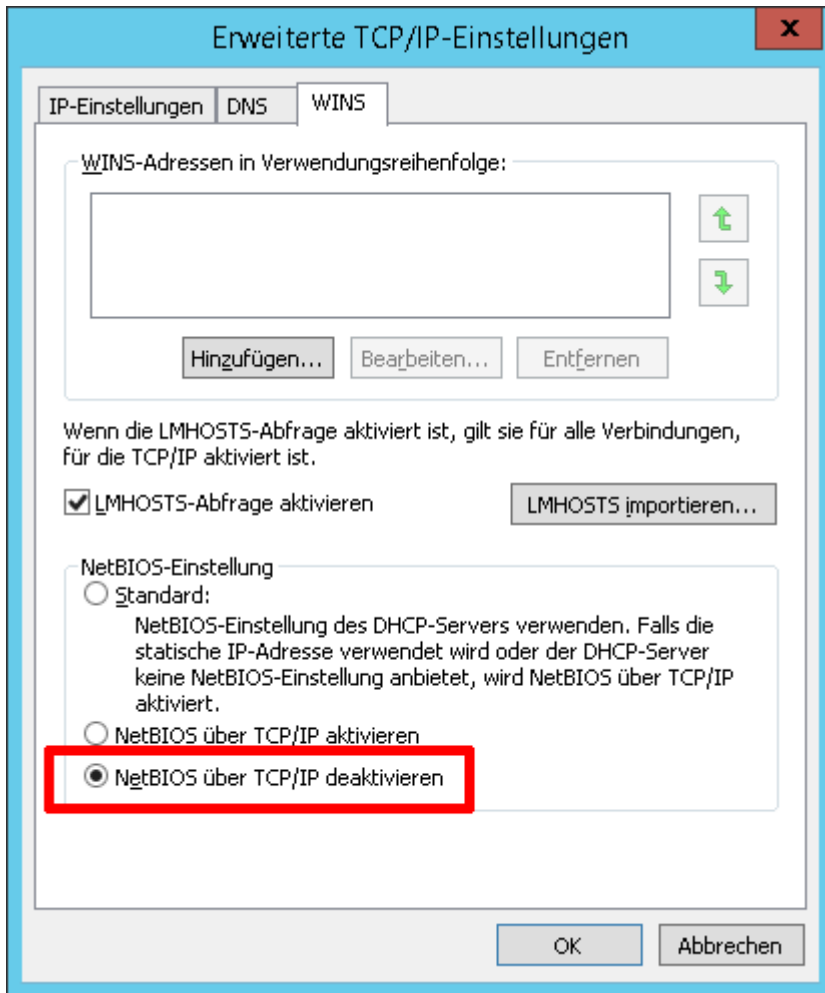 Erweiterte TCP/IP-Einstellungen
x
IP-Einstellungen
DNS
WINS
WINS-Adressen in Verwendungsreihenfolge:
Hinzufügen...
Bearbeiten...
Entfernen
Wenn die LMHOSTS-Abfrage aktiviert ist, gilt sie für alle Verbindungen,
für die TCP/IP aktiviert ist.
LMHOSTS-Abfrage aktivieren
LMHOSTS importieren...
NetBIOS-Einstellung
Standard:
NetBIOS-Einstellung des DHCP-Servers verwenden. Falls die
statische IP-Adresse verwendet wird oder der DHCP-Server
keine NetBIOS-Einstellung anbietet, wird NetBIOS über TCP/IP
aktiviert.
NetBIOS über TCP/IP aktivieren
NetBIOS über TCP/IP deaktivieren
OK
Abbrechen